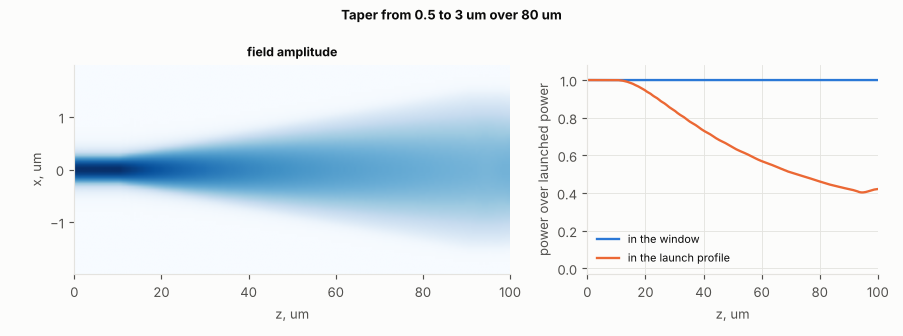 Taper from 0.5 to 3 um over 80 um
field amplitude
x, um
1
0
−1
0
20
40
60
80
100
z, um
power over launched power
1.0
0.8
0.6
0.4
0.2
0.0
in the window
in the launch profile
0
20
40
60
80
100
z, um